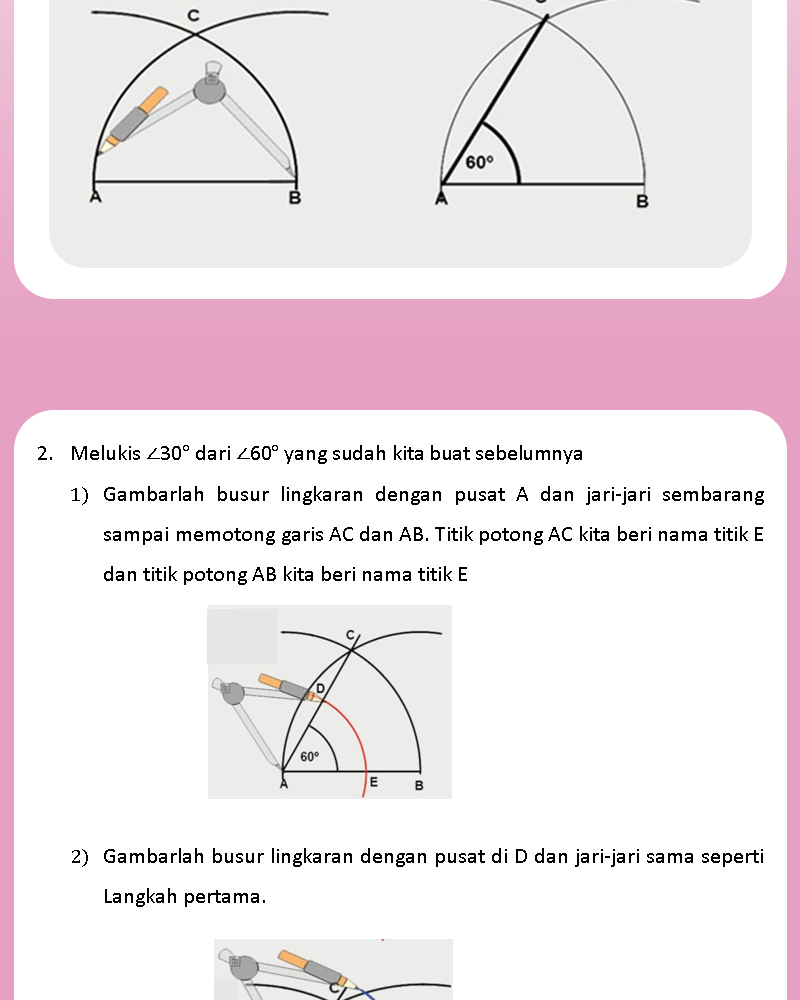 C
60°
A
B
A
B
2. Melukis ∠30° dari ∠60° yang sudah kita buat sebelumnya
1) Gambarlah busur lingkaran dengan pusat A dan jari-jari sembarang
sampai memotong garis AC dan AB. Titik potong AC kita beri nama titik E
dan titik potong AB kita beri nama titik E
C
D
60°
A
E
B
2) Gambarlah busur lingkaran dengan pusat di D dan jari-jari sama seperti
Langkah pertama.
C